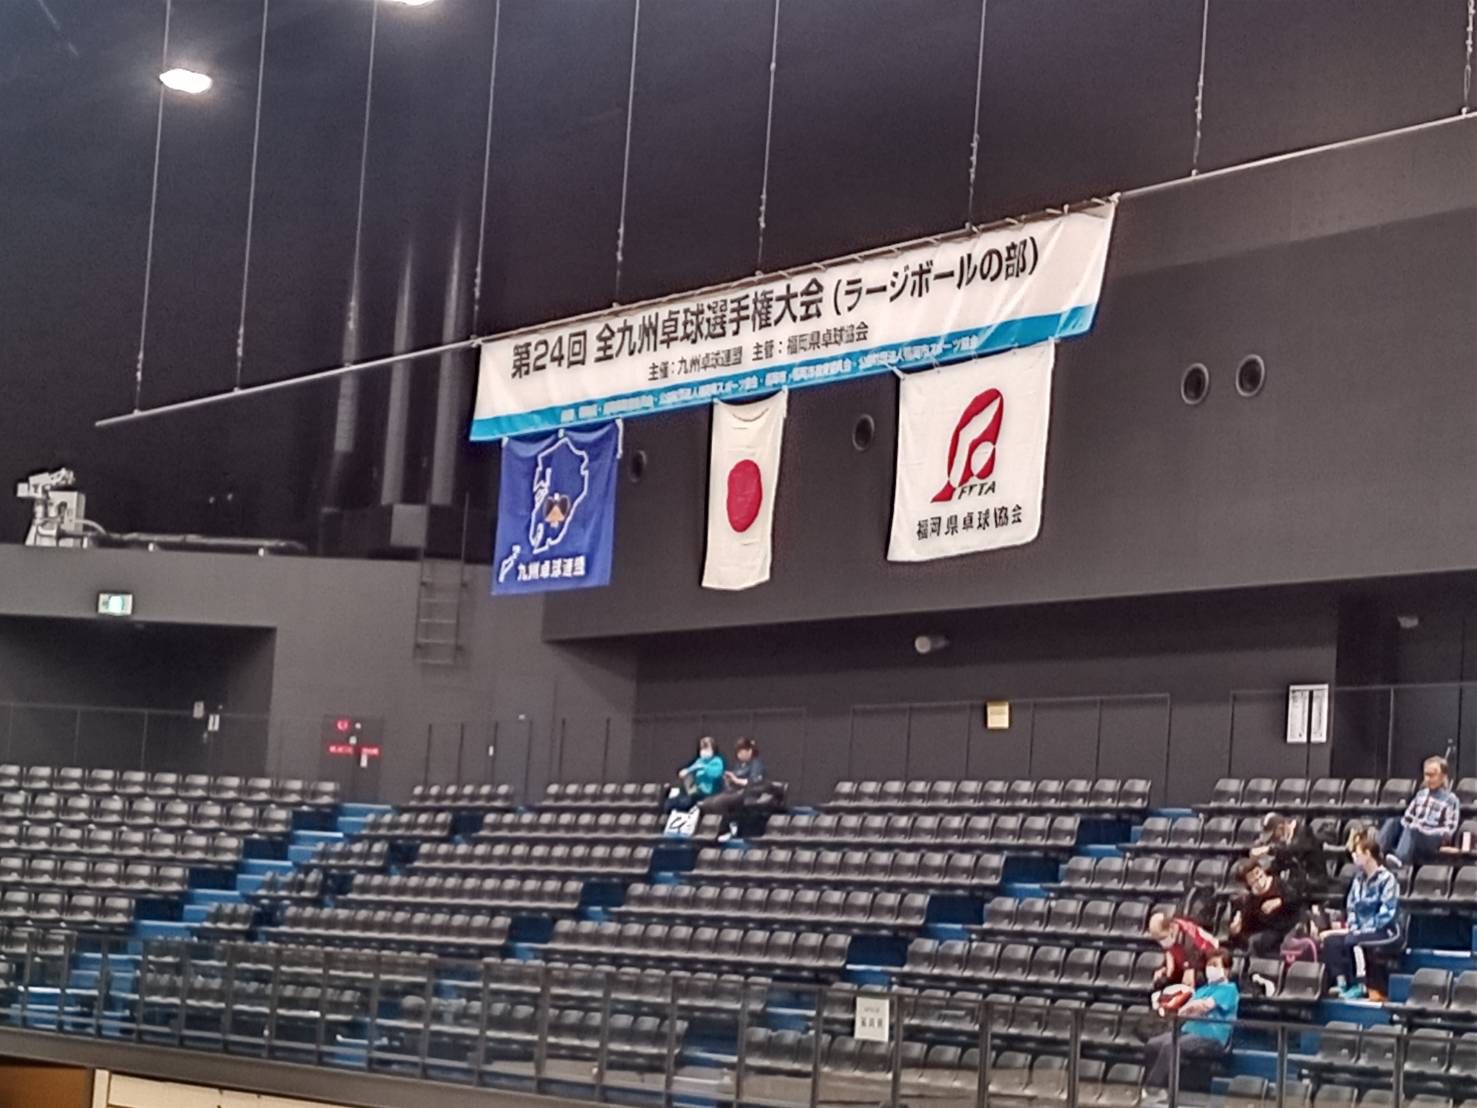 第24回 全九州卓球選手権大会 (ラージボールの部)
主催：九州卓球連盟 主管：福岡県卓球協会
九州卓球連盟
FTTA
福岡県卓球協会